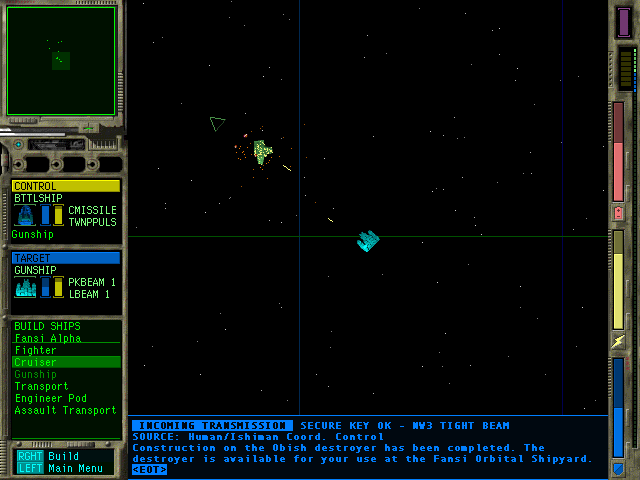 CONTROL
BTTLSHIP
CMISSILE
TWNPPULS
Gunship
TARGET
GUNSHIP
PKBEAM 1
LBEAM 1
BUILD SHIPS
Fansi Alpha
Fighter
Cruiser
Gunship
Transport
Engineer Pod
Assault Transport
RGHT Build
LEFT Main Menu
INCOMING TRANSMISSION SECURE KEY OK - NW3 TIGHT BEAM
SOURCE: Human/Ishiman Coord. Control
Construction on the Obish destroyer has been completed. The
destroyer is available for your use at the Fansi Orbital Shipyard.
<EOT>